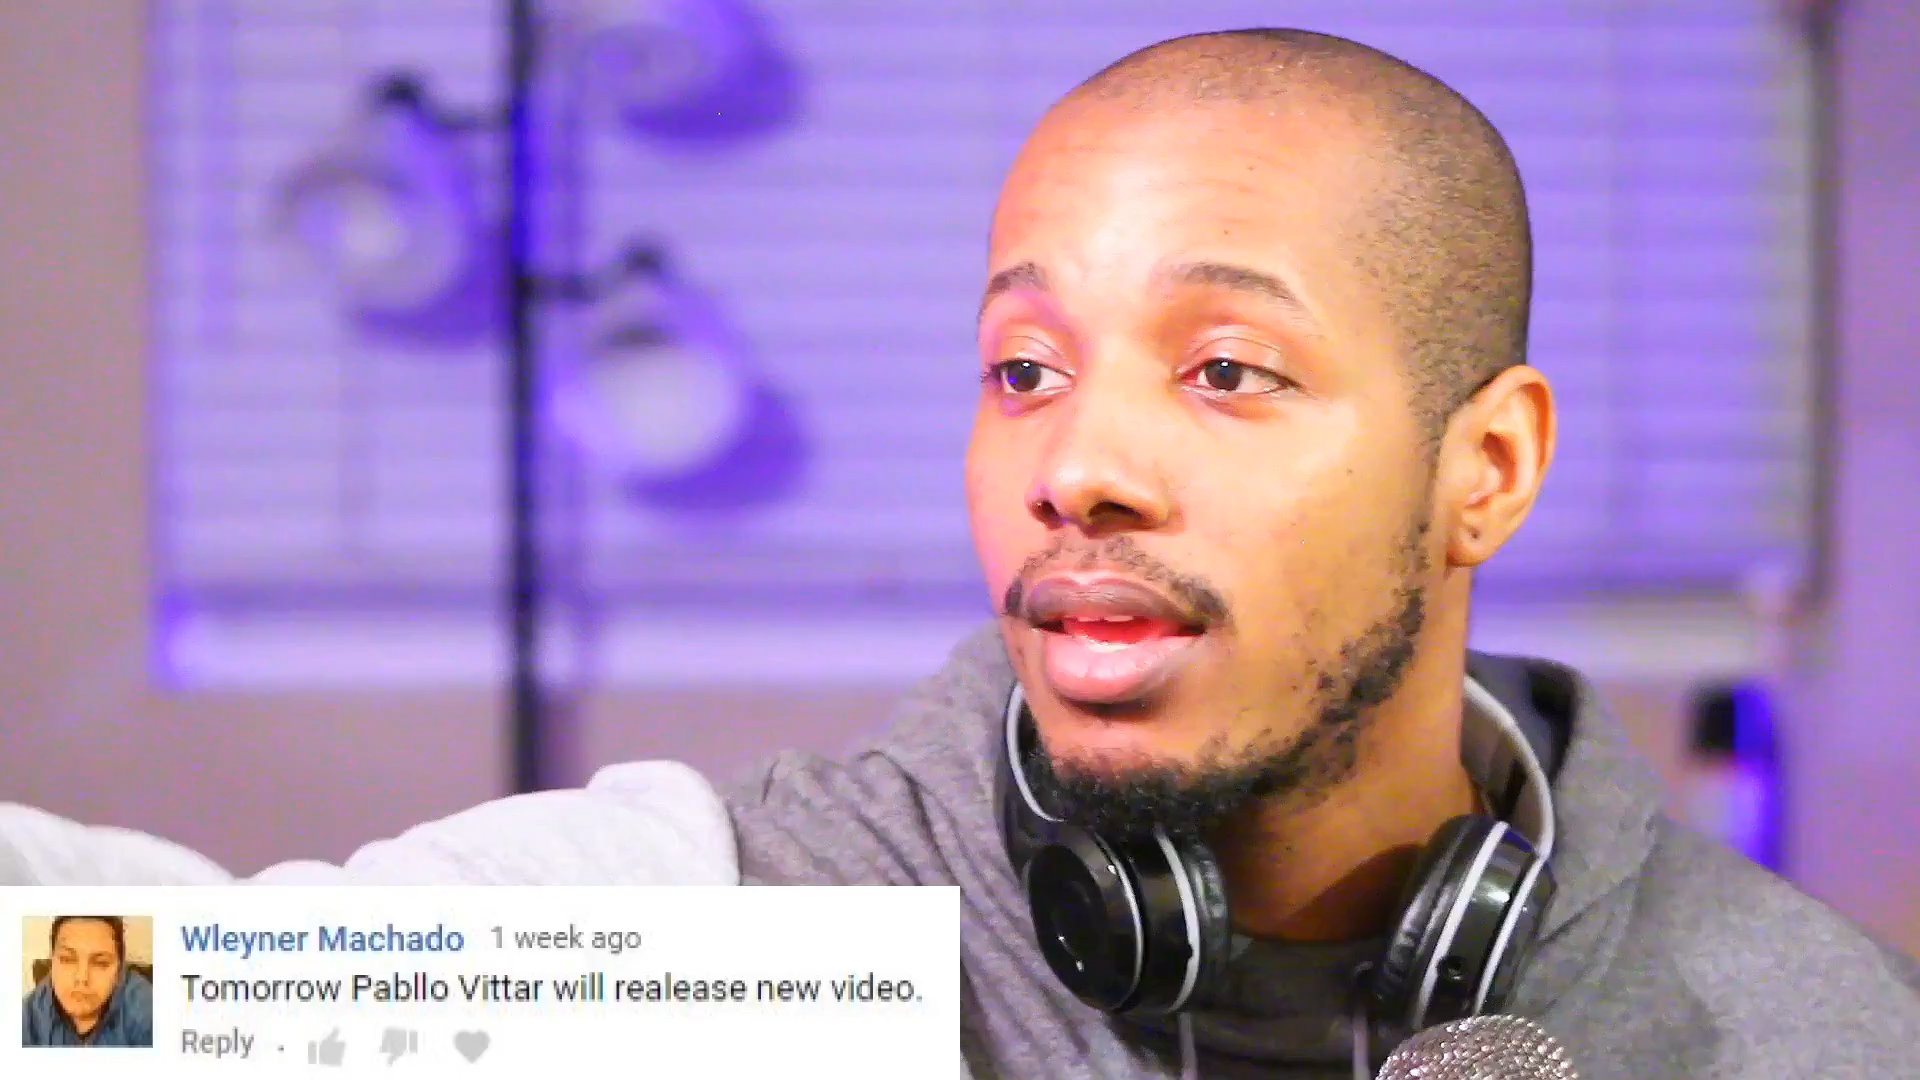 Wleyner Machado 1 week ago
Tomorrow Pabllo Vittar will realease new video.
Reply .